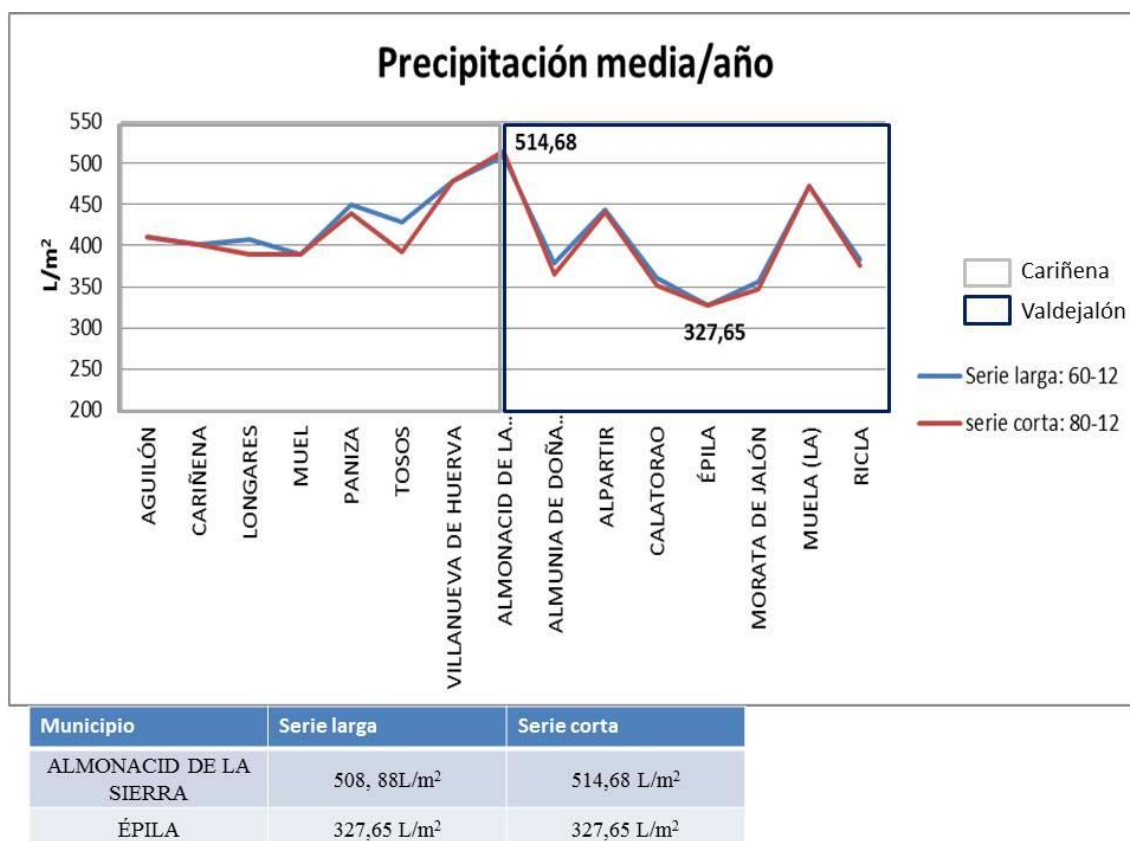 Precipitación media/año
L/m²
550
500
450
400
350
300
250
200
514,68
327,65
AGUILÓN
CARIÑENA
LONGARES
MUEL
PANIZA
TOSOS
VILLANUEVA DE HUERVA
ALMONACID DE LA..
ALMUNIA DE DOÑA..
ALPARTIR
CALATORAO
ÉPILA
MORATA DE JALÓN
MUELA (LA)
RICLA
Cariñena
Valdejalón
Serie larga: 60-12
serie corta: 80-12
Municipio Serie larga Serie corta
ALMONACID DE LA
SIERRA
508, 88L/m² 514,68 L/m²
ÉPILA 327,65 L/m² 327,65 L/m²